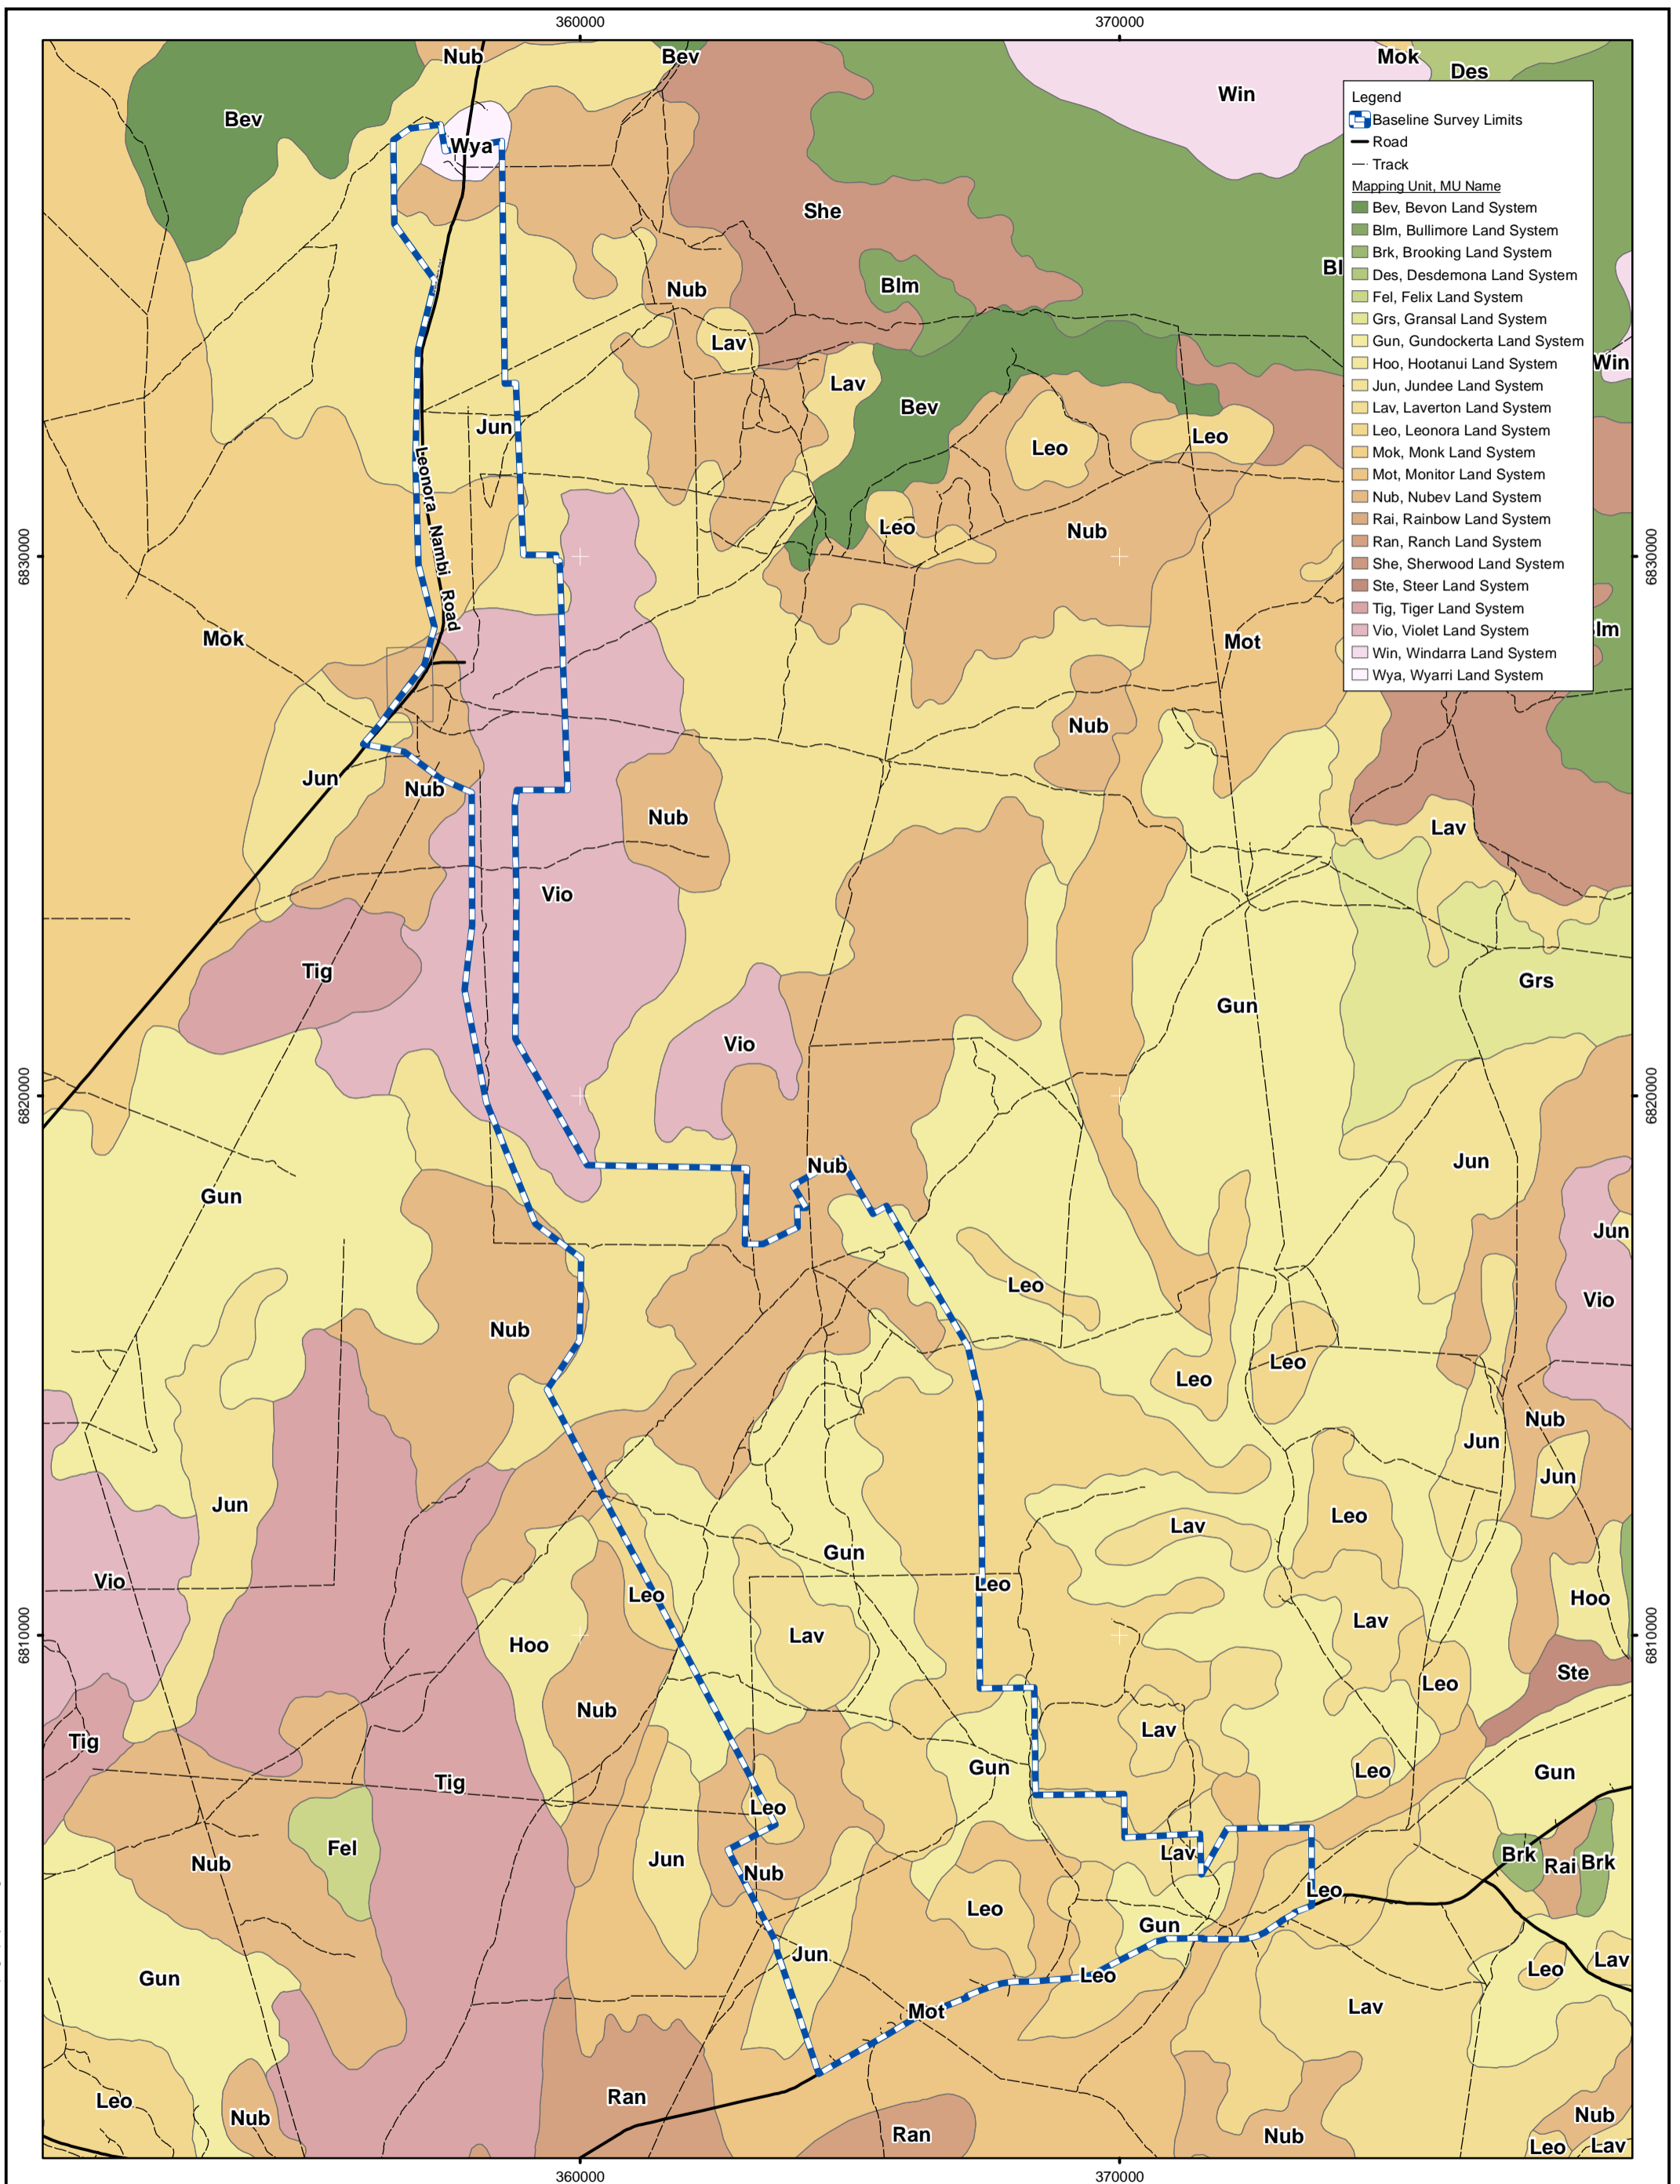 360000 370000
Nub Bev Mok Des
Bev Win
Wya
She
Bl
Blm
Nub
Lav
Win
Lav
Bev
Jun Leo Leo
Leonora Nambi Road
Leo Nub
6830000 6830000
Mok Mot lm
Nub
Jun Nub
Nub Lav
Vio
Tig Grs
Gun
Vio
6820000 6820000
Nub Jun
Gun
Jun
Leo
Vio
Nub
Leo Leo
Nub
Jun
Jun
Jun
Leo
Lav
Gun
Vio Leo
Leo Hoo
Lav Lav
6810000 6810000
Hoo
Ste
Leo
Nub
Lav
Tig
Gun Leo Gun
Tig
Leo
Fel Lav Brk
Jun Rai Brk
Nub Nub
Leo
Leo
Gun
Jun Lav
Leo
Gun Leo
Lav
Mot
Ran
Leo
Nub
Nub
Ran Nub
Leo Lav
360000 370000
Legend
Baseline Survey Limits
Road
Track
Mapping Unit, MU Name
Bev, Bevon Land System
Blm, Bullimore Land System
Brk, Brooking Land System
Des, Desdemona Land System
Fel, Felix Land System
Grs, Gransal Land System
Gun, Gundockerta Land System
Hoo, Hootanui Land System
Jun, Jundee Land System
Lav, Laverton Land System
Leo, Leonora Land System
Mok, Monk Land System
Mot, Monitor Land System
Nub, Nubev Land System
Rai, Rainbow Land System
Ran, Ranch Land System
She, Sherwood Land System
Ste, Steer Land System
Tig, Tiger Land System
Vio, Violet Land System
Win, Windarra Land System
Wya, Wyarri Land System